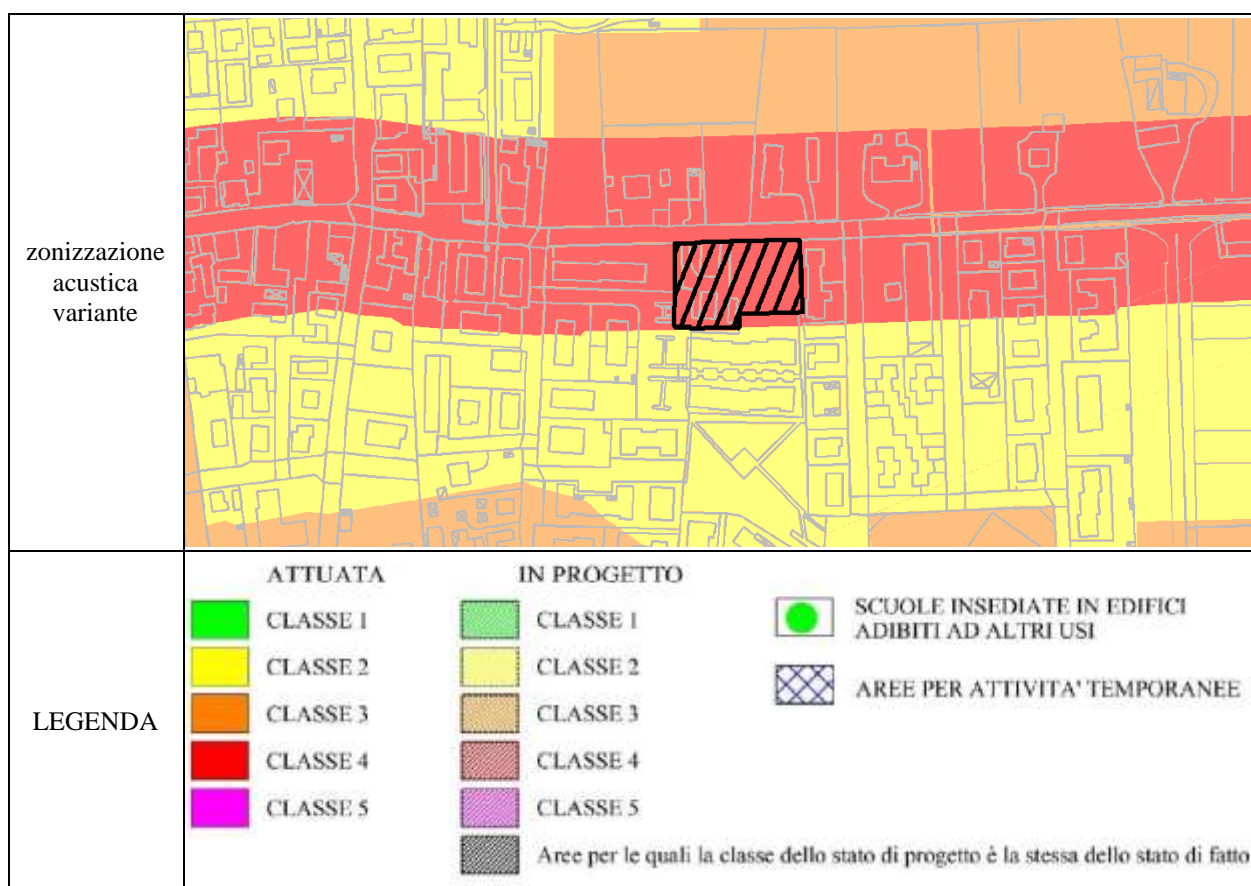 zonizzazione
acustica
variante
LEGENDA
ATTUATA
CLASSE 1
CLASSE 2
CLASSE 3
CLASSE 4
CLASSE 5
IN PROGETTO
CLASSE 1
CLASSE 2
CLASSE 3
CLASSE 4
CLASSE 5
Aree per le quali la classe dello stato di progetto è la stessa dello stato di fatto
SCUOLE INSEDIATE IN EDIFICI
ADIBITI AD ALTRI USI
AREE PER ATTIVITA' TEMPORANEE